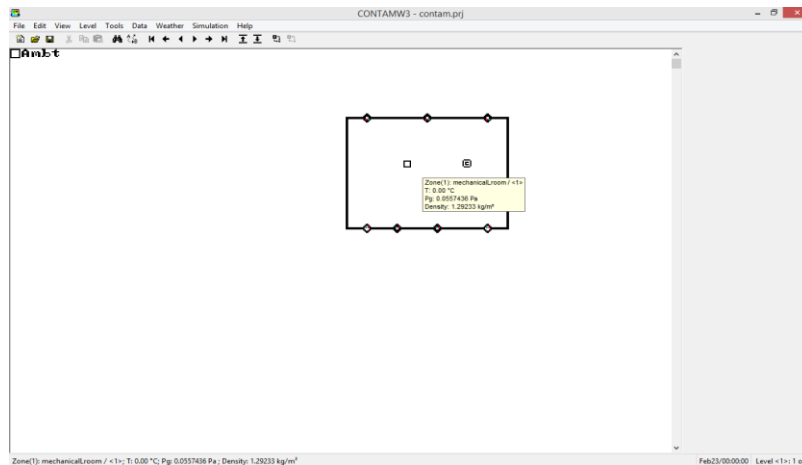 CONTAMW3 - contam.prj
File Edit View Level Tools Data Weather Simulation Help
Ambt
Zone(1): mechanicalLroom / <1>
T: 0.00 °C
Pg: 0.0557436 Pa
Density: 1.29233 kg/m³
Zone(1): mechanicalLroom / <1>; T: 0.00 °C; Pg: 0.0557436 Pa ; Density: 1.29233 kg/m³
Feb23/00:00:00 Level <1>: 1 o